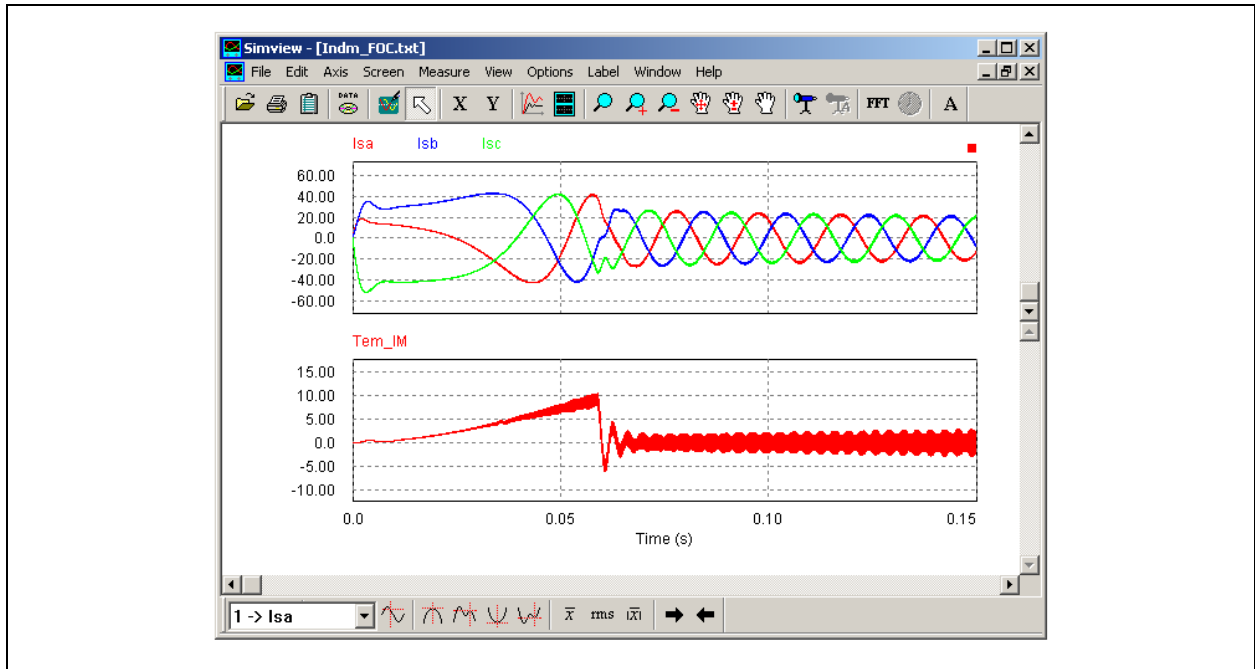 Simview - [Indm_FOC.txt]
File Edit Axis Screen Measure View Options Label Window Help
DATA X Y FFT A
Isa Isb Isc
60.00
40.00
20.00
0.0
-20.00
-40.00
-60.00
Tem_IM
15.00
10.00
5.00
0.0
-5.00
-10.00
0.0 0.05 0.10 0.15
Time (s)
1 -> Isa x̅ rms |x̅|